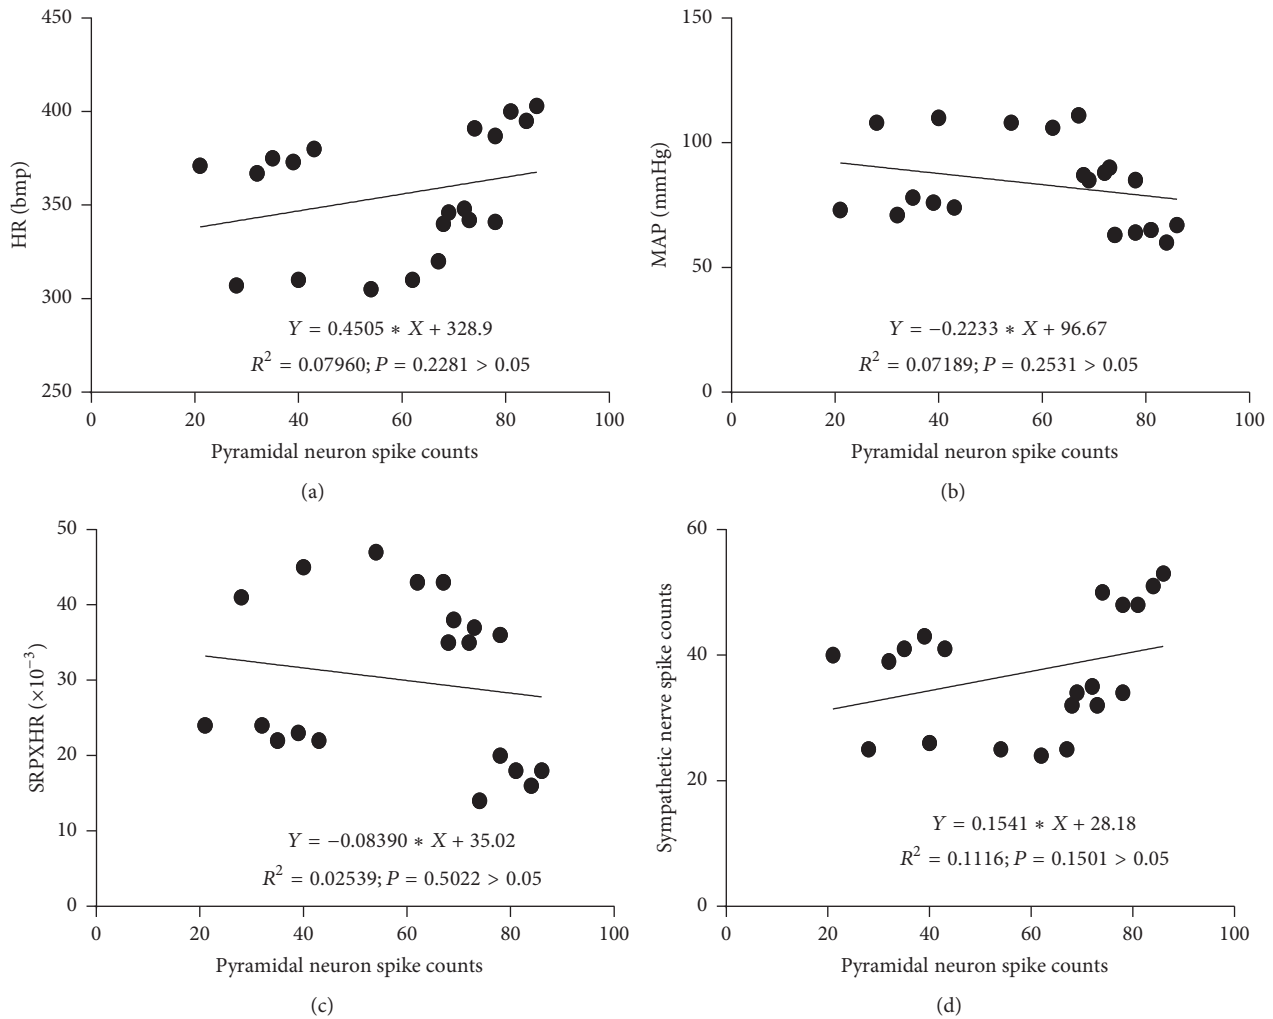 450
400
350
300
250
HR (bmp)
Y = 0.4505 ∗ X + 328.9
R² = 0.07960; P = 0.2281 > 0.05
0 20 40 60 80 100
Pyramidal neuron spike counts
(a)
150
100
50
0
MAP (mmHg)
Y = −0.2233 ∗ X + 96.67
R² = 0.07189; P = 0.2531 > 0.05
0 20 40 60 80 100
Pyramidal neuron spike counts
(b)
50
40
30
20
10
0
SRPXHR (×10⁻³)
Y = −0.08390 ∗ X + 35.02
R² = 0.02539; P = 0.5022 > 0.05
0 20 40 60 80 100
Pyramidal neuron spike counts
(c)
60
40
20
0
Sympathetic nerve spike counts
Y = 0.1541 ∗ X + 28.18
R² = 0.1116; P = 0.1501 > 0.05
0 20 40 60 80 100
Pyramidal neuron spike counts
(d)